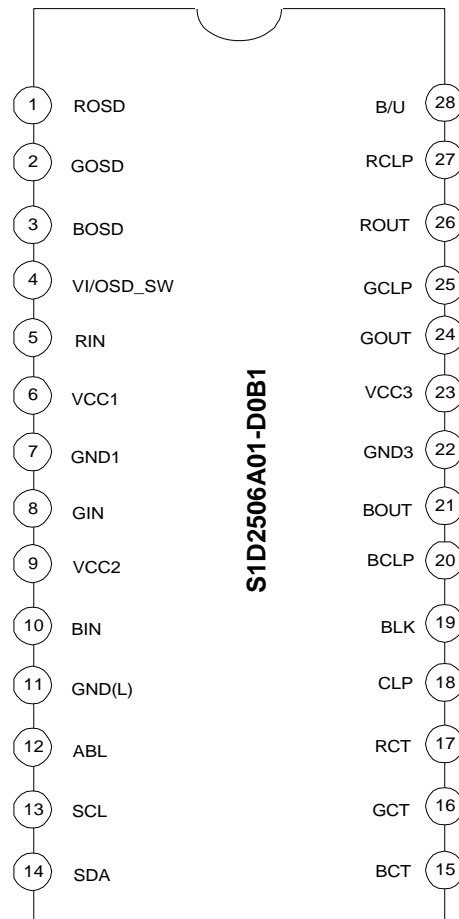 1 ROSD B/U 28
2 GOSD RCLP 27
3 BOSD ROUT 26
4 VI/OSD_SW GCLP 25
5 RIN GOUT 24
6 VCC1 VCC3 23
7 GND1 GND3 22
8 GIN BOUT 21
9 VCC2 BCLP 20
10 BIN BLK 19
11 GND(L) CLP 18
12 ABL RCT 17
13 SCL GCT 16
14 SDA BCT 15
S1D2506A01-D0B1